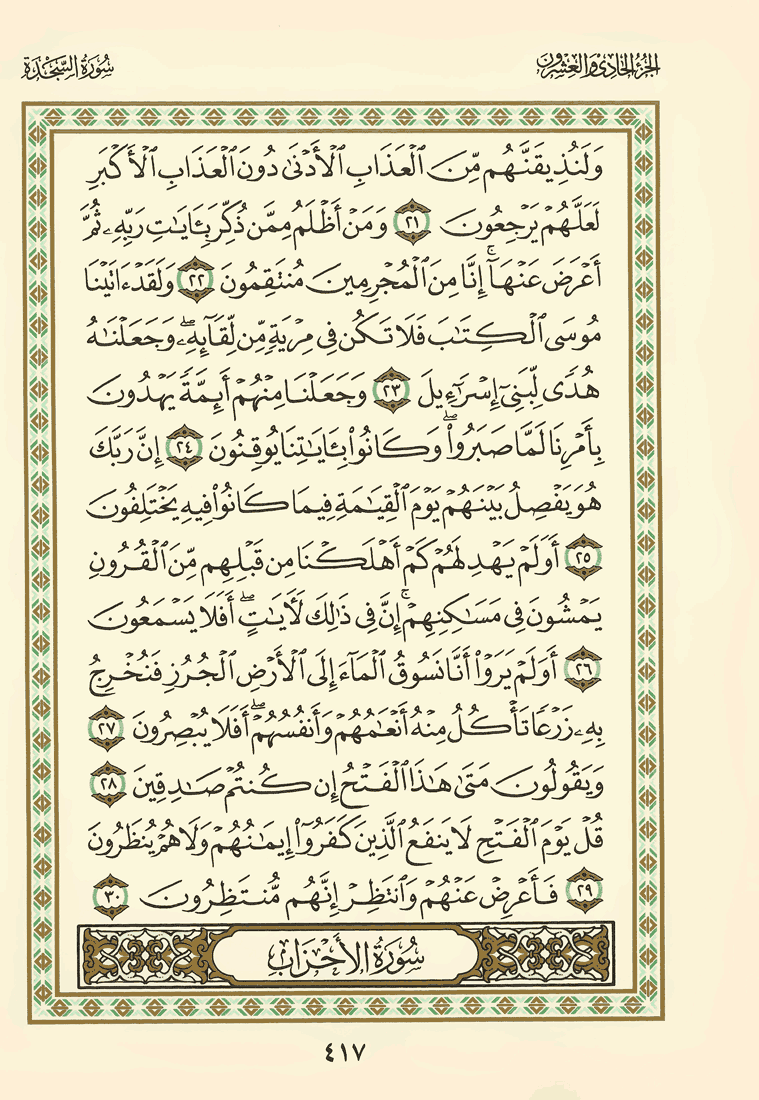 الجزء الحادي والعشرون
سُورَةُ السَّجْدَةِ
وَلَنُذِيقَنَّهُم مِّنَ ٱلْعَذَابِ ٱلْأَدْنَىٰ دُونَ ٱلْعَذَابِ ٱلْأَكْبَرِ
لَعَلَّهُمْ يَرْجِعُونَ ٢١ وَمَنْ أَظْلَمُ مِمَّن ذُكِّرَ بِـَٔايَـٰتِ رَبِّهِۦ ثُمَّ
أَعْرَضَ عَنْهَآ ۚ إِنَّا مِنَ ٱلْمُجْرِمِينَ مُنتَقِمُونَ ٢٢ وَلَقَدْ ءَاتَيْنَا
مُوسَى ٱلْكِتَـٰبَ فَلَا تَكُن فِى مِرْيَةٍ مِّن لِّقَآئِهِۦ ۖ وَجَعَلْنَـٰهُ
هُدًى لِّبَنِىٓ إِسْرَٰٓءِيلَ ٢٣ وَجَعَلْنَا مِنْهُمْ أَئِمَّةً يَهْدُونَ
بِأَمْرِنَا لَمَّا صَبَرُوا۟ ۖ وَكَانُوا۟ بِـَٔايَـٰتِنَا يُوقِنُونَ ٢٤ إِنَّ رَبَّكَ
هُوَ يَفْصِلُ بَيْنَهُمْ يَوْمَ ٱلْقِيَـٰمَةِ فِيمَا كَانُوا۟ فِيهِ يَخْتَلِفُونَ
٢٥ أَوَلَمْ يَهْدِ لَهُمْ كَمْ أَهْلَكْنَا مِن قَبْلِهِم مِّنَ ٱلْقُرُونِ
يَمْشُونَ فِى مَسَـٰكِنِهِمْ ۚ إِنَّ فِى ذَٰلِكَ لَـَٔايَـٰتٍ ۖ أَفَلَا يَسْمَعُونَ
٢٦ أَوَلَمْ يَرَوْا۟ أَنَّا نَسُوقُ ٱلْمَآءَ إِلَى ٱلْأَرْضِ ٱلْجُرُزِ فَنُخْرِجُ
بِهِۦ زَرْعًا تَأْكُلُ مِنْهُ أَنْعَـٰمُهُمْ وَأَنفُسُهُمْ ۖ أَفَلَا يُبْصِرُونَ ٢٧
وَيَقُولُونَ مَتَىٰ هَـٰذَا ٱلْفَتْحُ إِن كُنتُمْ صَـٰدِقِينَ ٢٨
قُلْ يَوْمَ ٱلْفَتْحِ لَا يَنفَعُ ٱلَّذِينَ كَفَرُوٓا۟ إِيمَـٰنُهُمْ وَلَا هُمْ يُنظَرُونَ
٢٩ فَأَعْرِضْ عَنْهُمْ وَٱنتَظِرْ إِنَّهُم مُّنتَظِرُونَ ٣٠
سُورَةُ الأَحْزَابِ
٤١٧